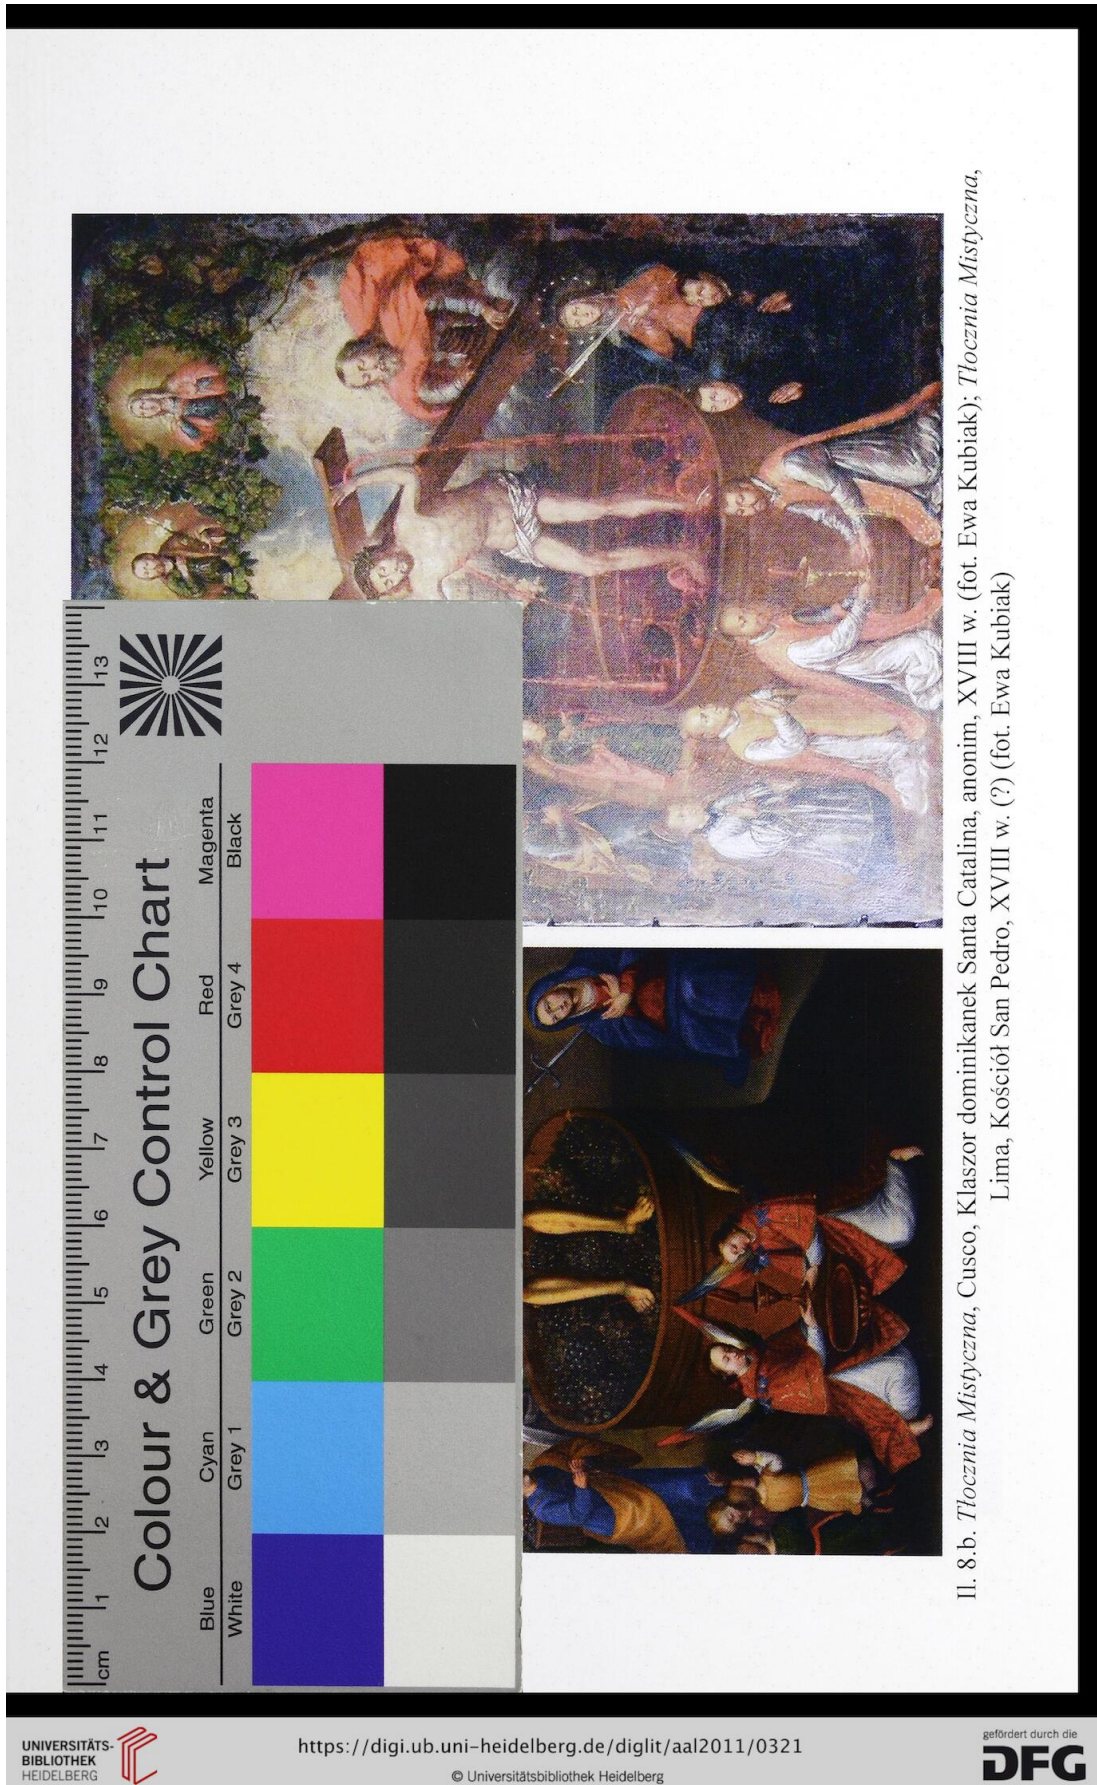 Il. 8.b. Tłocznia Mistyczna, Cusco, Klaszor dominikanek Santa Catalina, anonim, XVIII w. (fot. Ewa Kubiak); Tłocznia Mistyczna,
Lima, Kościół San Pedro, XVIII w. (?) (fot. Ewa Kubiak)
Colour & Grey Control Chart
Blue Cyan Green Yellow Red Magenta
White Grey 1 Grey 2 Grey 3 Grey 4 Black
cm 1 2 3 4 5 6 7 8 9 10 11 12 13
UNIVERSITÄTS-
BIBLIOTHEK
HEIDELBERG
https://digi.ub.uni-heidelberg.de/diglit/aal2011/0321
© Universitätsbibliothek Heidelberg
gefördert durch die
DFG